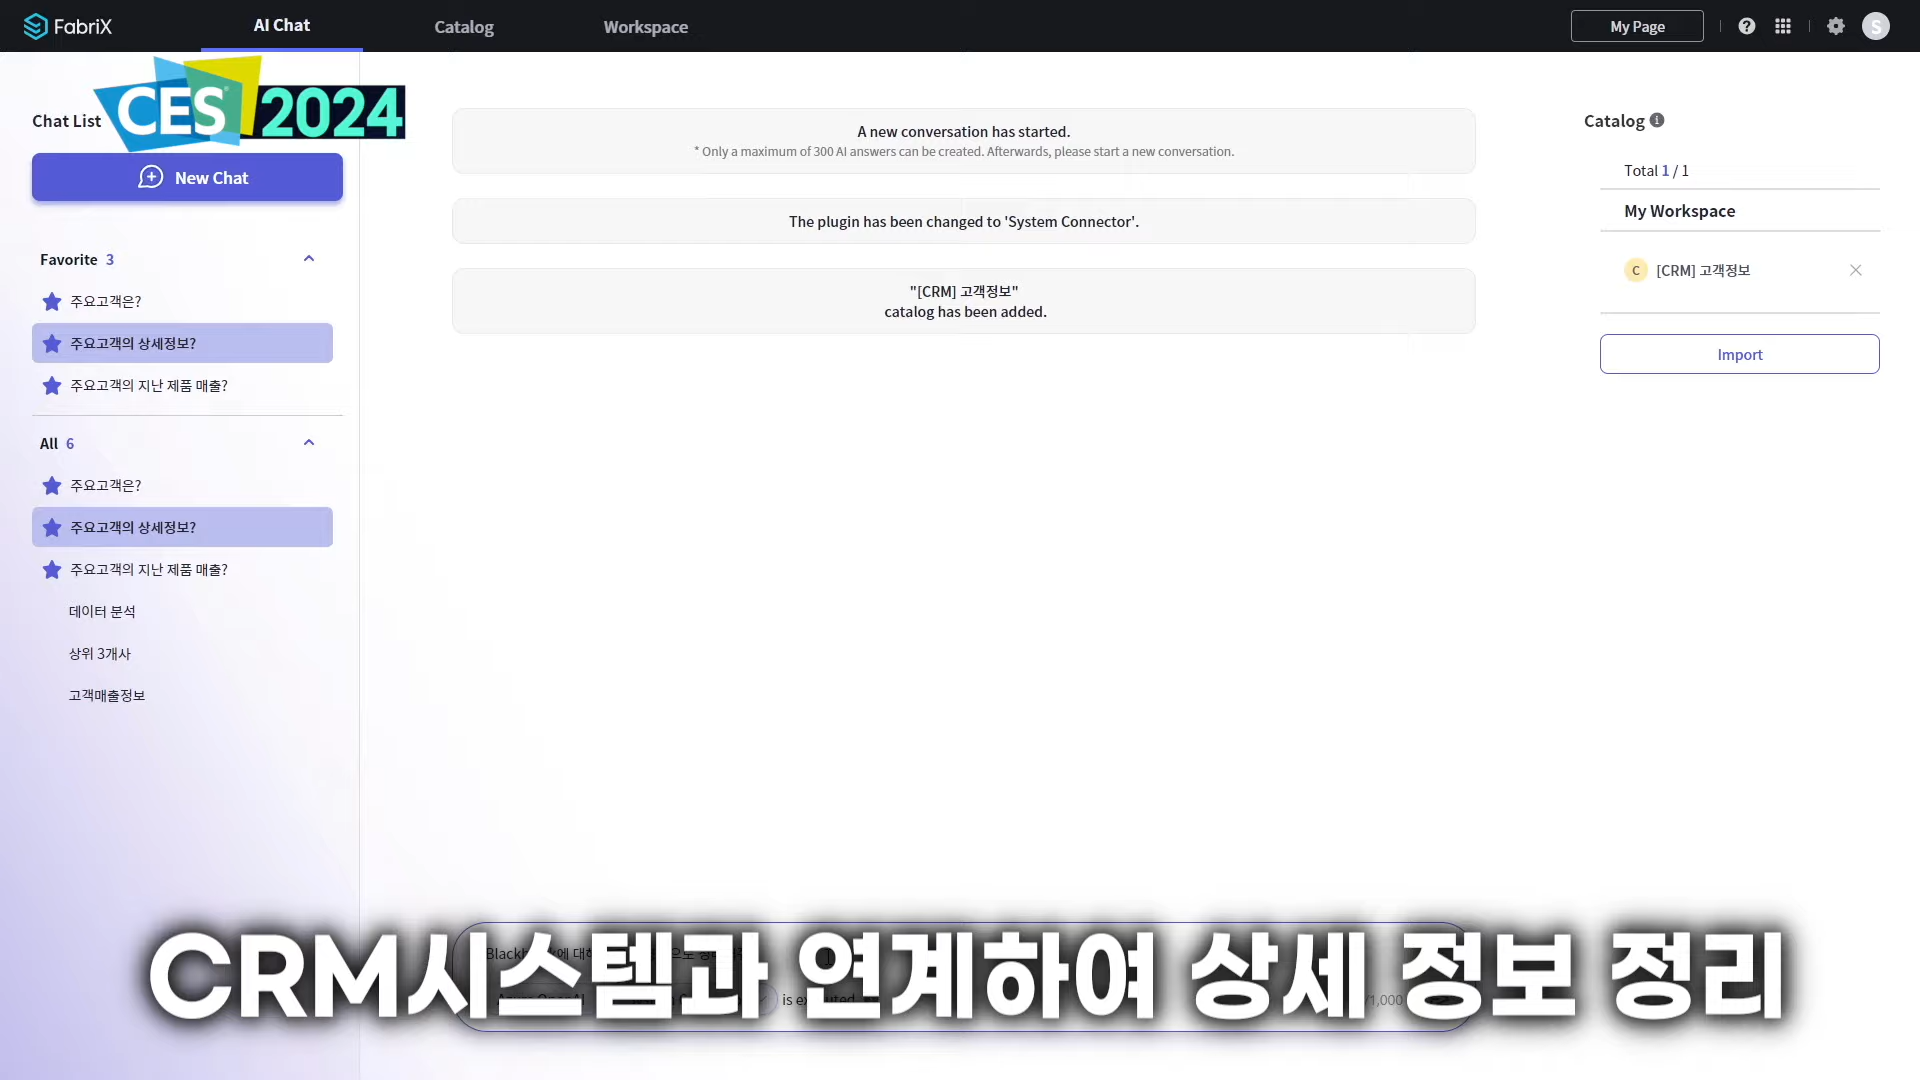 FabriX
AI Chat
Catalog
Workspace
My Page
S
CES 2024
Chat List
New Chat
Favorite 3
주요고객은?
주요고객의 상세정보?
주요고객의 지난 제품 매출?
All 6
주요고객은?
주요고객의 상세정보?
주요고객의 지난 제품 매출?
데이터 분석
상위 3개사
고객매출정보
A new conversation has started.
* Only a maximum of 300 AI answers can be created. Afterwards, please start a new conversation.
The plugin has been changed to 'System Connector'.
"[CRM] 고객정보"
catalog has been added.
Catalog
Total 1 / 1
My Workspace
C [CRM] 고객정보
Import
is executed
/1,000
CRM시스템과 연계하여 상세 정보 정리